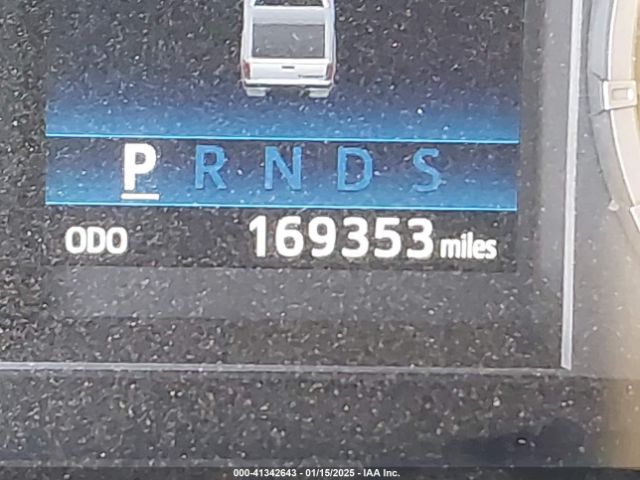 P R N D S
ODO 169353 miles
000-41342643 - 01/15/2025 - IAA Inc.